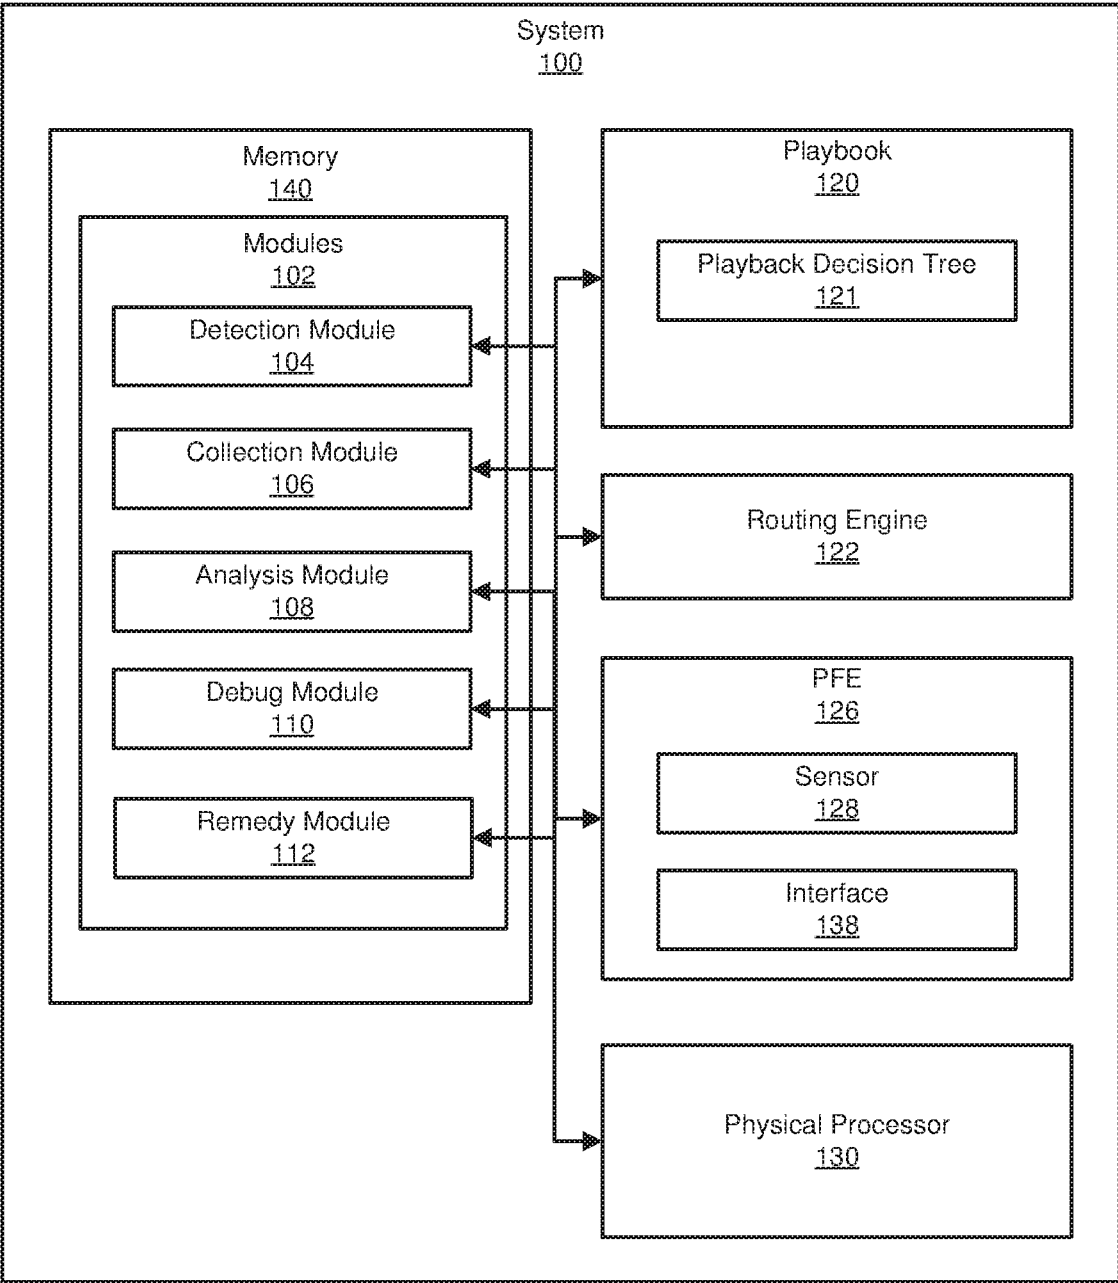 System
100
Memory
140
Modules
102
Detection Module
104
Collection Module
106
Analysis Module
108
Debug Module
110
Remedy Module
112
Playbook
120
Playback Decision Tree
121
Routing Engine
122
PFE
126
Sensor
128
Interface
138
Physical Processor
130